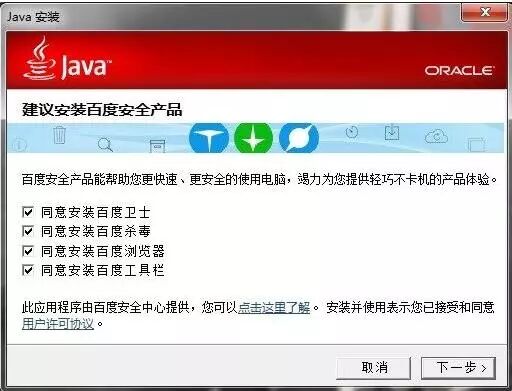 Java 安装
Java™
ORACLE
建议安装百度安全产品
百度安全产品能帮助您更快速、更安全的使用电脑，竭力为您提供轻巧不卡机的产品体验。
同意安装百度卫士
同意安装百度杀毒
同意安装百度浏览器
同意安装百度工具栏
此应用程序由百度安全中心提供，您可以点击这里了解。 安装并使用表示您已接受和同意
用户许可协议。
取消
下一步 >